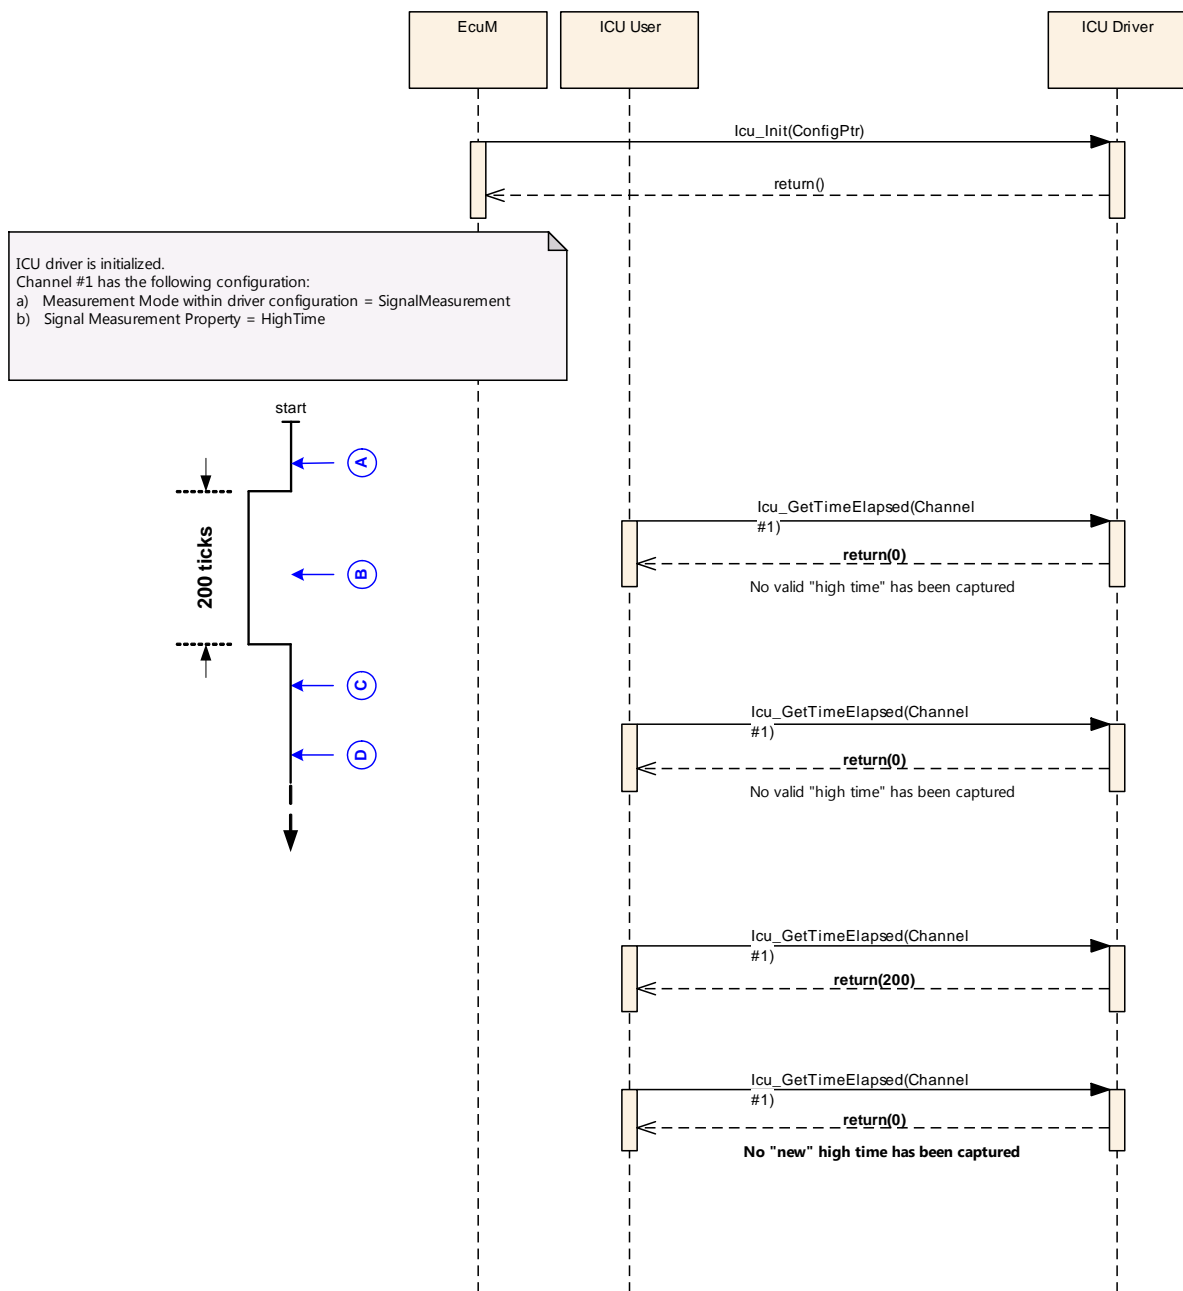 EcuM
ICU User
ICU Driver
Icu_Init(ConfigPtr)
return()
ICU driver is initialized.
Channel #1 has the following configuration:
a) Measurement Mode within driver configuration = SignalMeasurement
b) Signal Measurement Property = HighTime
start
A
200 ticks
B
C
D
Icu_GetTimeElapsed(Channel
#1)
return(0)
No valid "high time" has been captured
Icu_GetTimeElapsed(Channel
#1)
return(0)
No valid "high time" has been captured
Icu_GetTimeElapsed(Channel
#1)
return(200)
Icu_GetTimeElapsed(Channel
#1)
return(0)
No "new" high time has been captured